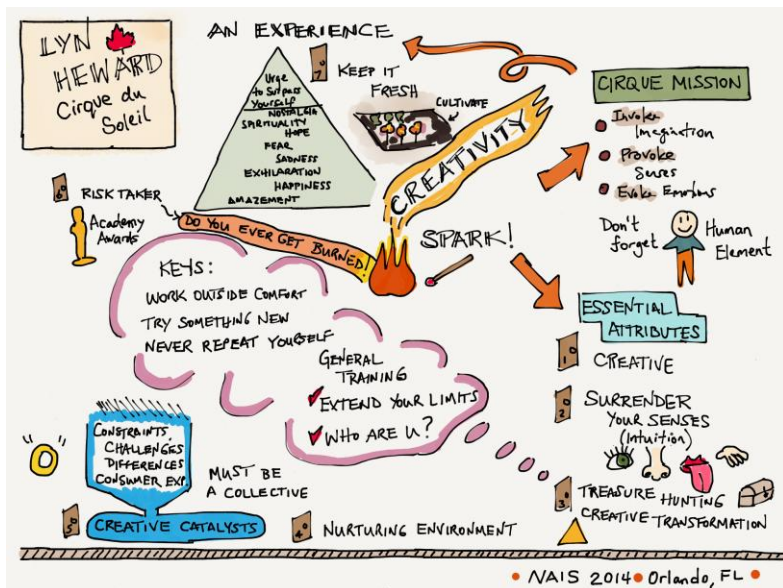 LYN
HEWARD
Cirque du
Soleil
AN EXPERIENCE
Urge
to Surpass
Yourself
NOSTALGIA
SPIRITUALITY
HOPE
FEAR
SADNESS
EXHILARATION
HAPPINESS
AMAZEMENT
7
KEEP IT
FRESH
CULTIVATE
CREATIVITY
CIRQUE MISSION
Invoke
Imagination
Provoke
Senses
Evoke Emotions
Don't
forget
Human
Element
6
RISK TAKER
Academy
Awards
DO YOU EVER GET BURNED!
SPARK!
KEYS:
WORK OUTSIDE COMFORT
TRY SOMETHING NEW
NEVER REPEAT YOURSELF
GENERAL
TRAINING
EXTEND YOUR LIMITS
WHO ARE U?
ESSENTIAL
ATTRIBUTES
1
CREATIVE
2
SURRENDER
YOUR SENSES
(Intuition)
3
TREASURE HUNTING
CREATIVE TRANSFORMATION
CONSTRAINTS,
CHALLENGES
DIFFERENCES
CONSUMER EXP.
MUST BE
A COLLECTIVE
5
CREATIVE CATALYSTS
4
NURTURING ENVIRONMENT
• NAIS 2014 • Orlando, FL •